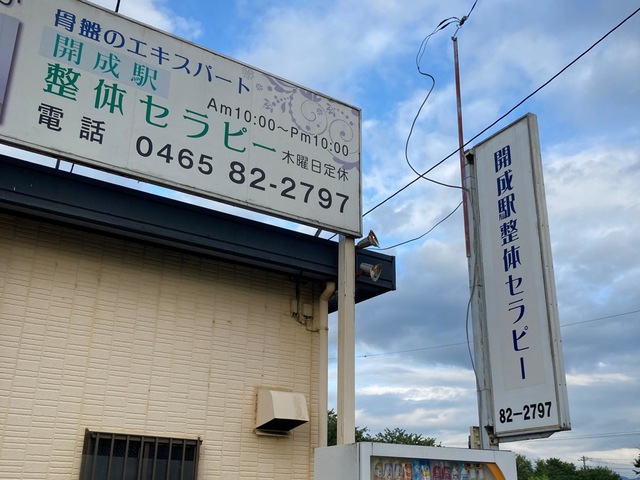 骨盤のエキスパート
開成駅
整体セラピー
Am10:00～Pm10:00
木曜日定休
電話 0465 82-2797
開成駅整体セラピー
82-2797